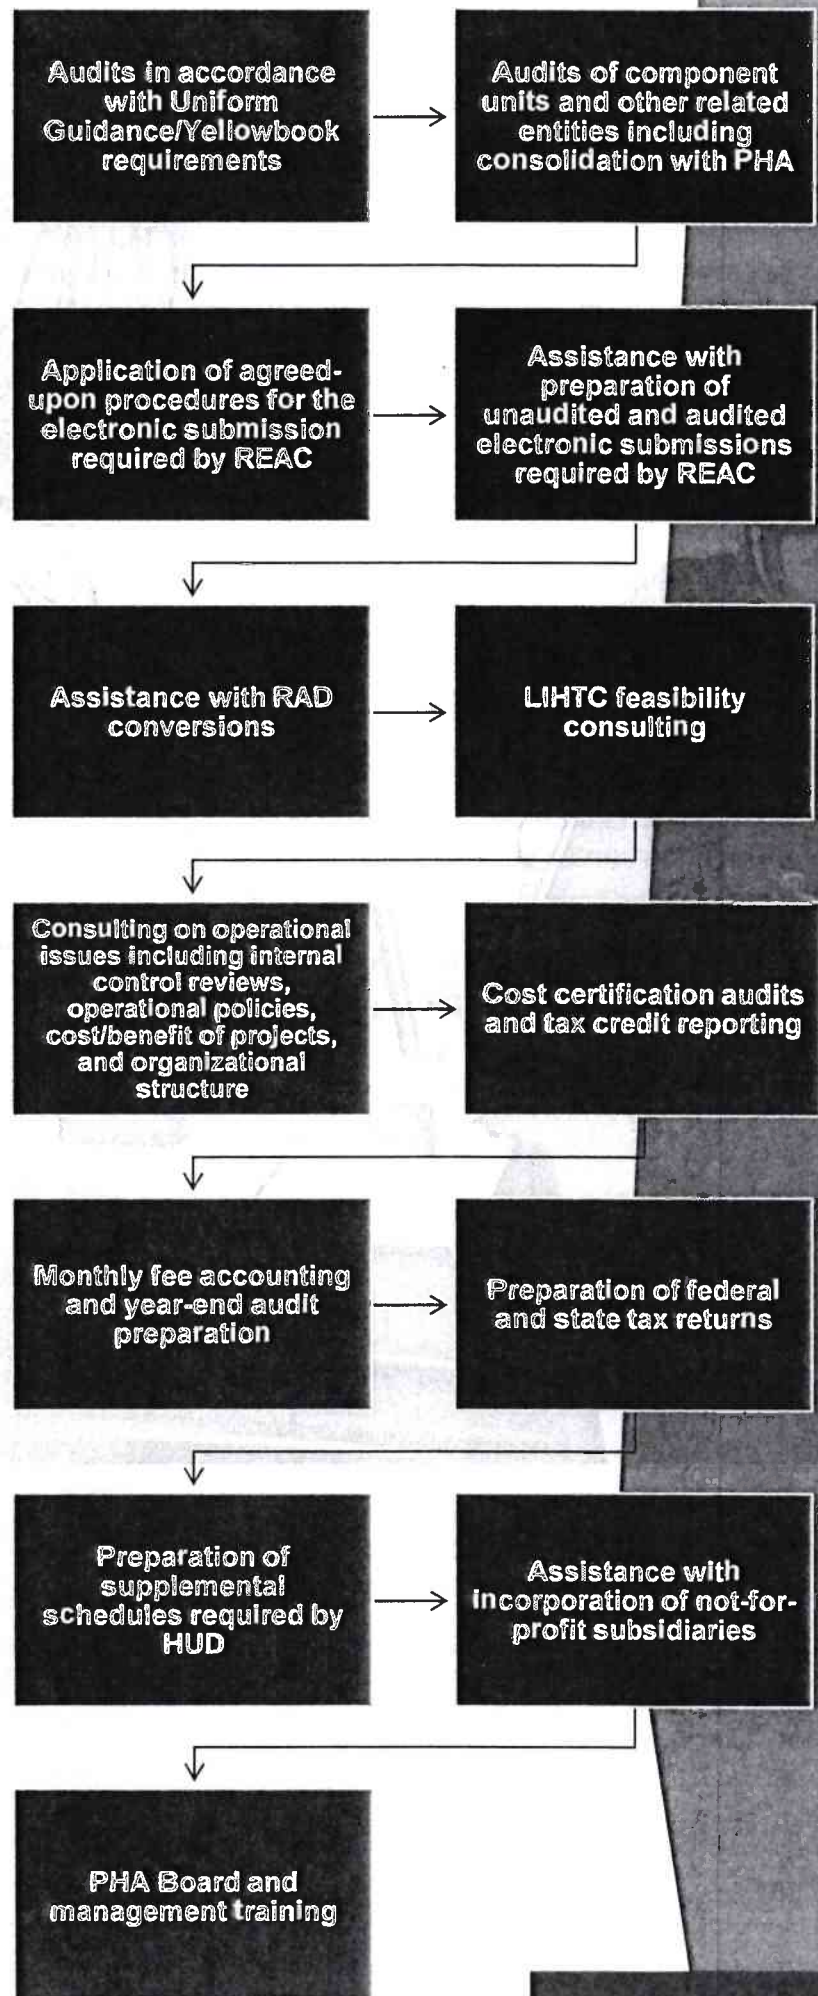 Audits in accordance
with Uniform
Guidance/Yellowbook
requirements
Audits of component
units and other related
entities including
consolidation with PHA
Application of agreed-
upon procedures for the
electronic submission
required by REAC
Assistance with
preparation of
unaudited and audited
electronic submissions
required by REAC
Assistance with RAD
conversions
LIHTC feasibility
consulting
Consulting on operational
issues including internal
control reviews,
operational policies,
cost/benefit of projects,
and organizational
structure
Cost certification audits
and tax credit reporting
Monthly fee accounting
and year-end audit
preparation
Preparation of federal
and state tax returns
Preparation of
supplemental
schedules required by
HUD
Assistance with
incorporation of not-for-
profit subsidiaries
PHA Board and
management training